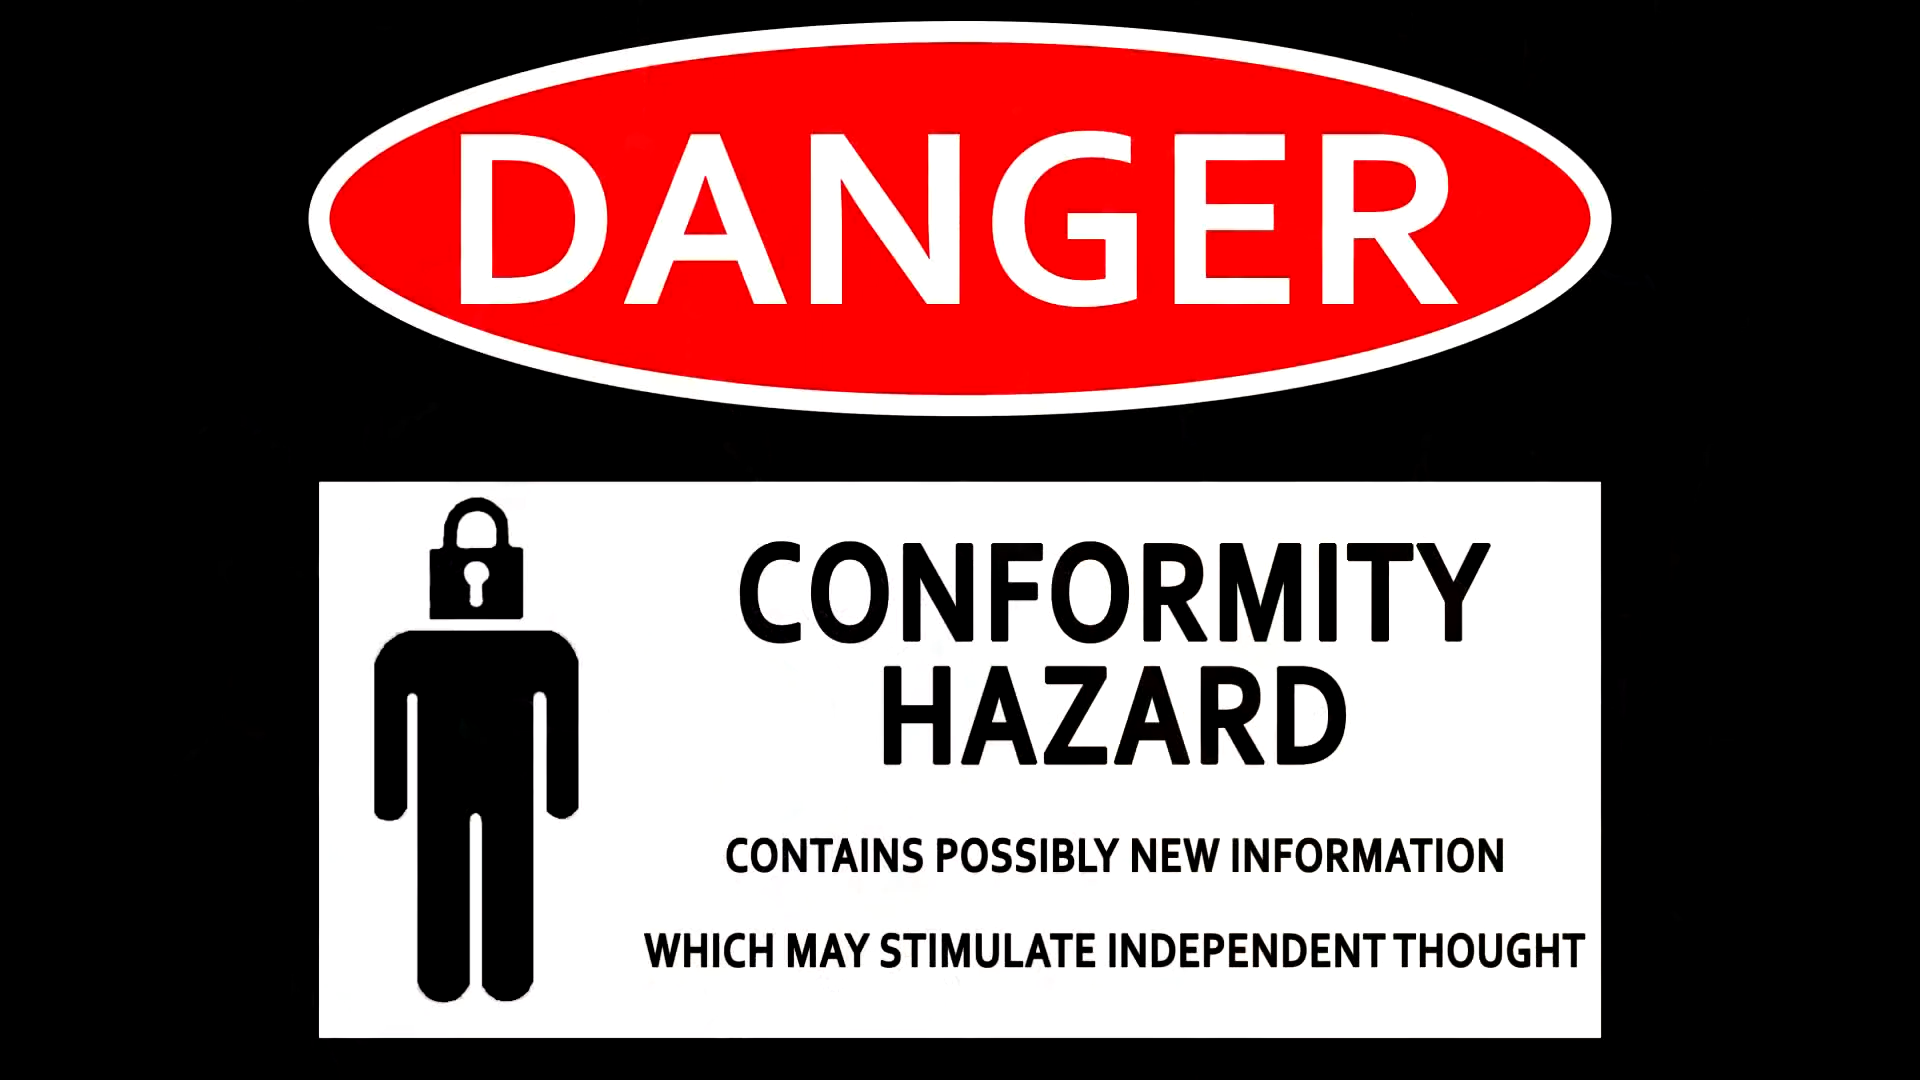 DANGER
CONFORMITY
HAZARD
CONTAINS POSSIBLY NEW INFORMATION
WHICH MAY STIMULATE INDEPENDENT THOUGHT